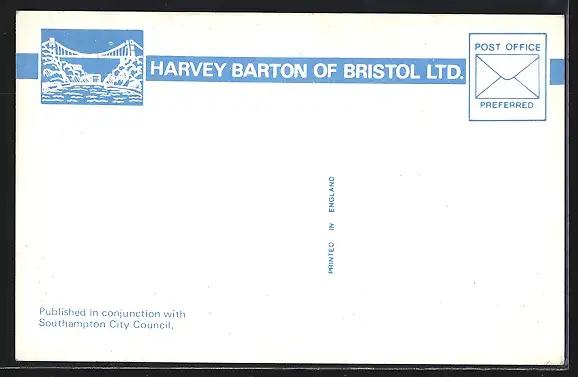 HARVEY BARTON OF BRISTOL LTD.
POST OFFICE
PREFERRED
PRINTED IN ENGLAND
Published in conjunction with
Southampton City Council.